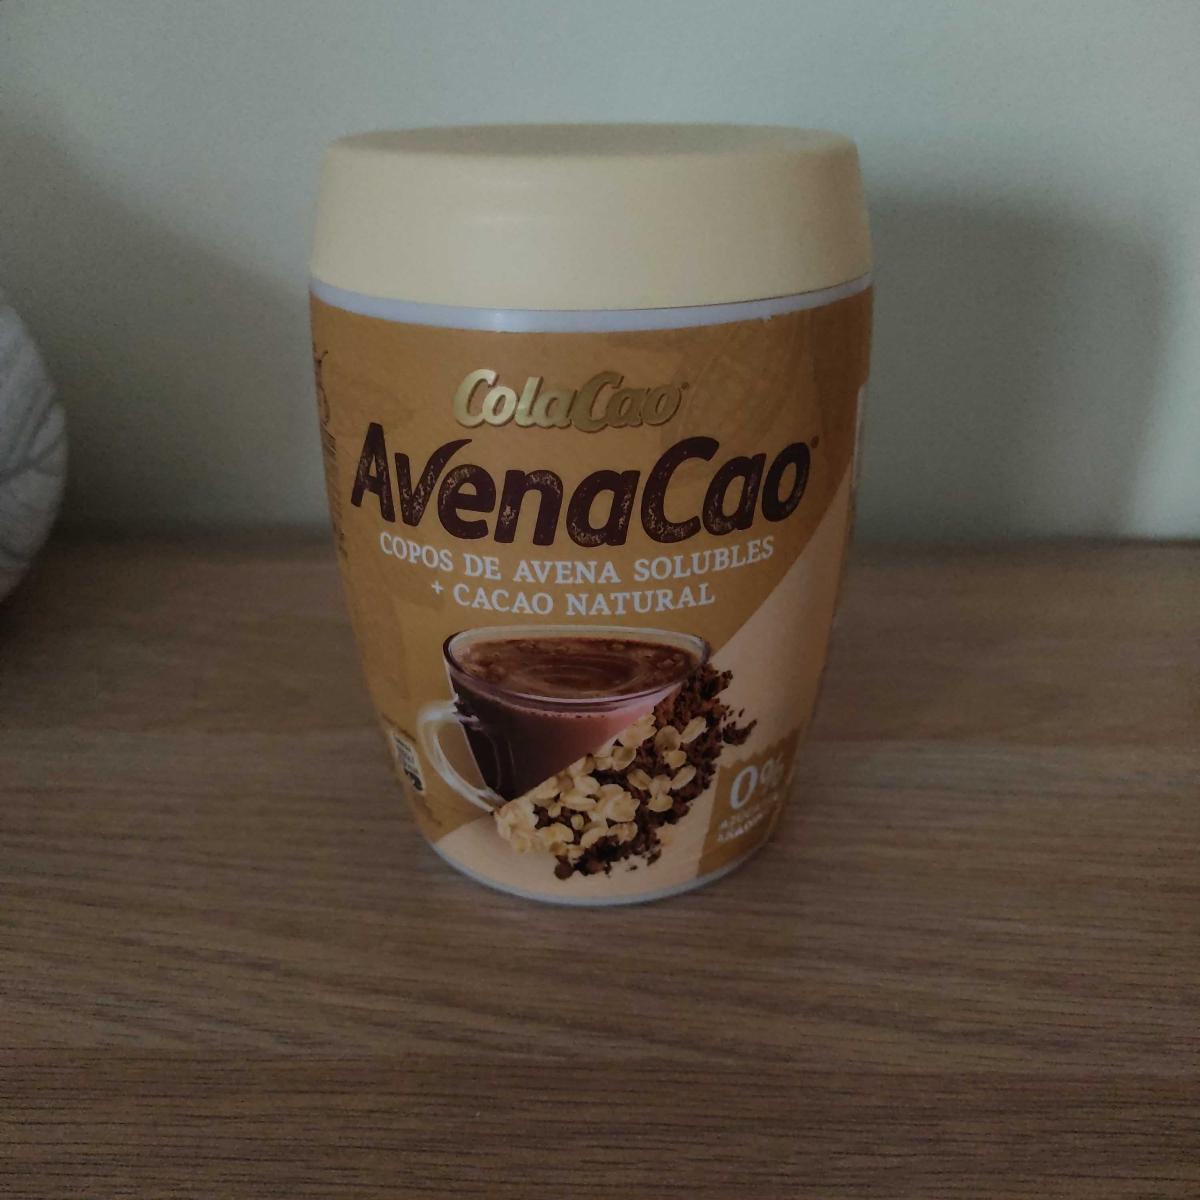 ColaCao
AvenaCao
COPOS DE AVENA SOLUBLES
+ CACAO NATURAL
0%